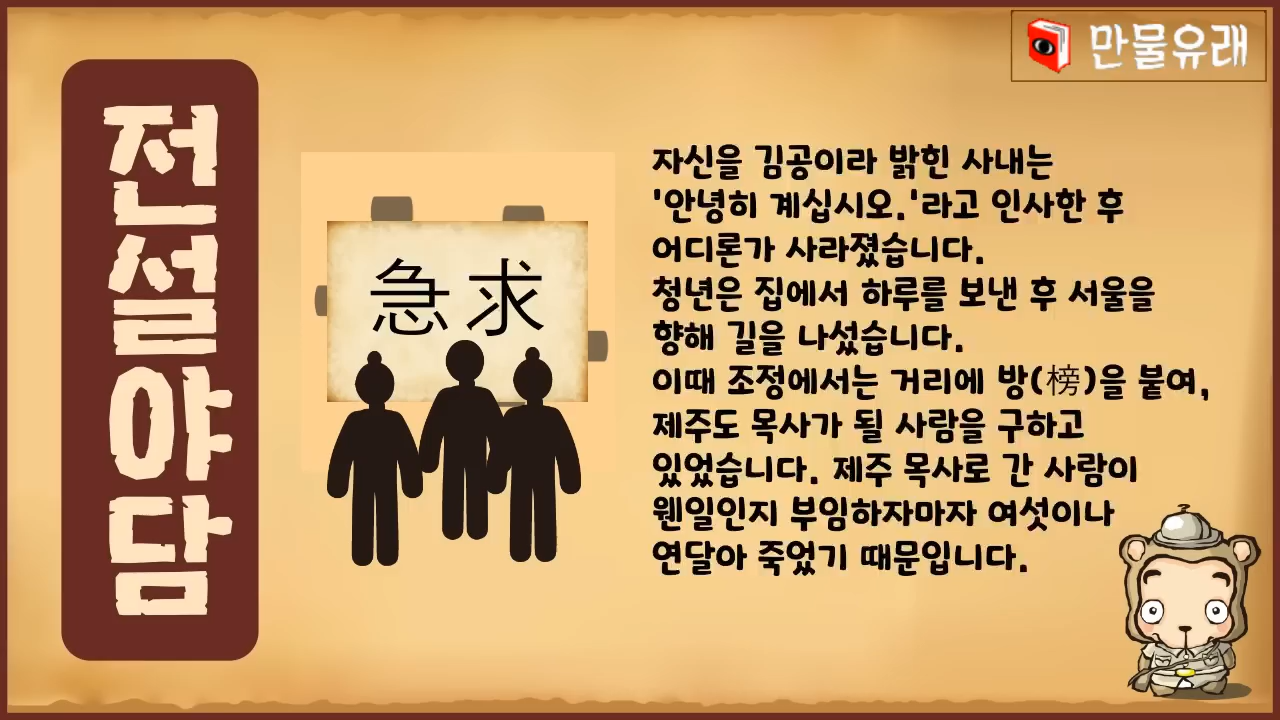 만물유래
전설야담
急求
자신을 김공이라 밝힌 사내는
'안녕히 계십시오.'라고 인사한 후
어디론가 사라졌습니다.
청년은 집에서 하루를 보낸 후 서울을
향해 길을 나섰습니다.
이때 조정에서는 거리에 방(榜)을 붙여,
제주도 목사가 될 사람을 구하고
있었습니다. 제주 목사로 간 사람이
웬일인지 부임하자마자 여섯이나
연달아 죽었기 때문입니다.